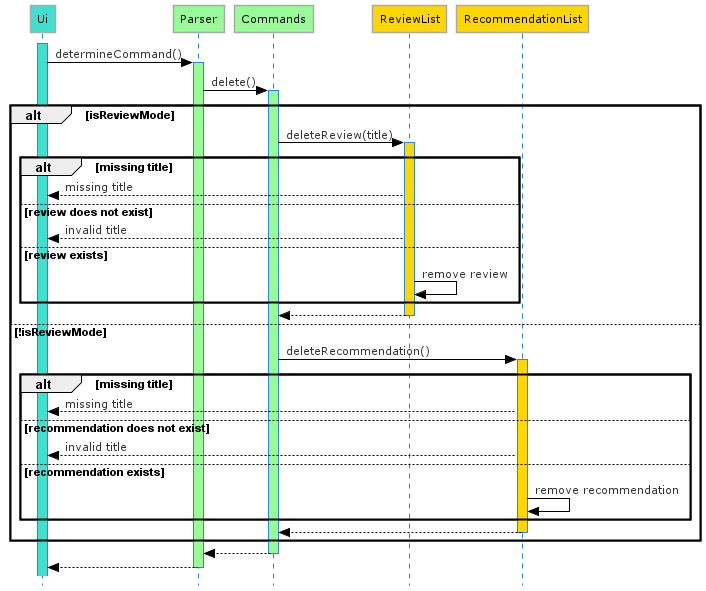 Ui Parser Commands ReviewList RecommendationList
determineCommand()
delete()
alt [isReviewMode]
deleteReview(title)
alt [missing title]
missing title
[review does not exist]
invalid title
[review exists]
remove review
[!isReviewMode]
deleteRecommendation()
alt [missing title]
missing title
[recommendation does not exist]
invalid title
[recommendation exists]
remove recommendation